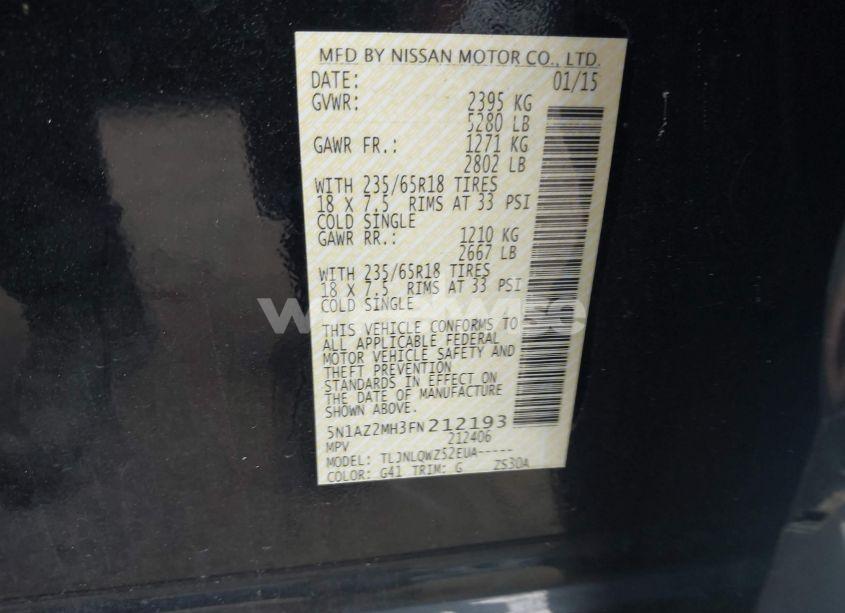 MFD BY NISSAN MOTOR CO., LTD.
DATE: 01/15
GVWR: 2395 KG
5280 LB
GAWR FR.: 1271 KG
2802 LB
WITH 235/65R18 TIRES
18 X 7.5 RIMS AT 33 PSI
COLD SINGLE
GAWR RR.: 1210 KG
2667 LB
WITH 235/65R18 TIRES
18 X 7.5 RIMS AT 33 PSI
COLD SINGLE
THIS VEHICLE CONFORMS TO
ALL APPLICABLE FEDERAL
MOTOR VEHICLE SAFETY AND
THEFT PREVENTION
STANDARDS IN EFFECT ON
THE DATE OF MANUFACTURE
SHOWN ABOVE.
5N1AZ2MH3FN212193
MPV 212406
MODEL: TLJNLQWZ52EUA-----
COLOR: G41 TRIM: G ZS30A